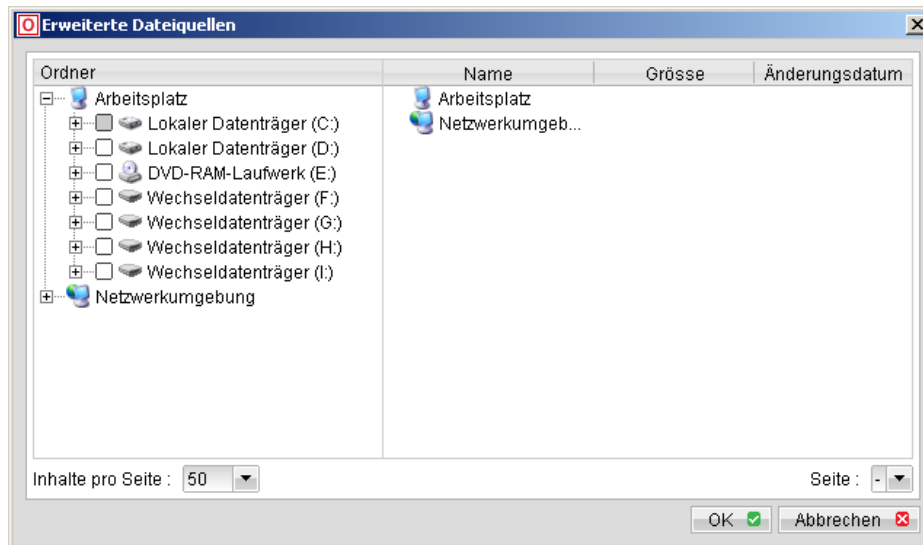 O Erweiterte Dateiquellen
Ordner Name Grösse Änderungsdatum
Arbeitsplatz
Lokaler Datenträger (C:)
Lokaler Datenträger (D:)
DVD-RAM-Laufwerk (E:)
Wechseldatenträger (F:)
Wechseldatenträger (G:)
Wechseldatenträger (H:)
Wechseldatenträger (I:)
Netzwerkumgebung
Arbeitsplatz
Netzwerkumgeb...
Inhalte pro Seite : 50
Seite : -
OK
Abbrechen